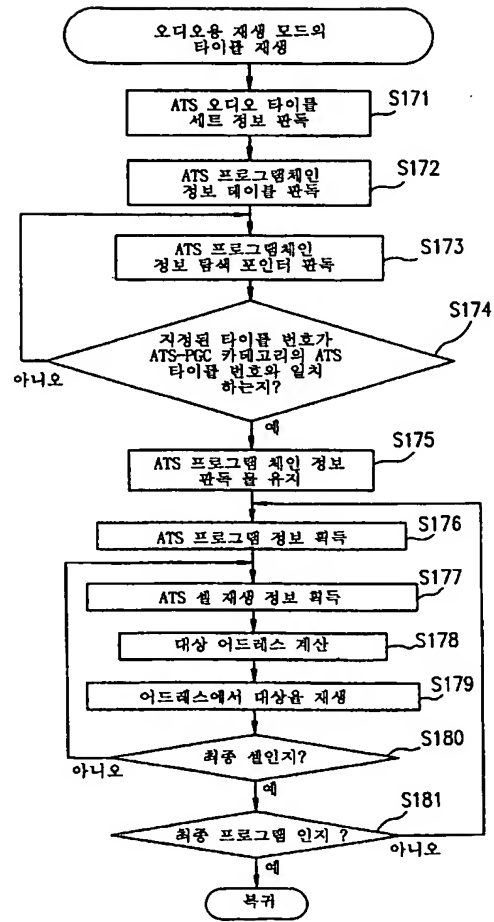 오디오용 재생 모드의
타이틀 재생
S171
ATS 오디오 타이틀
세트 정보 판독
S172
ATS 프로그램체인
정보 테이블 판독
S173
ATS 프로그램체인
정보 탐색 포인터 판독
S174
지정된 타이틀 번호가
ATS-PGC 카테고리의 ATS
타이틀 번호와 일치
하는지?
아니오
예
S175
ATS 프로그램 체인 정보
판독 및 유지
S176
ATS 프로그램 정보 획득
S177
ATS 셀 재생 정보 획득
S178
대상 어드레스 계산
S179
어드레스에서 대상을 재생
S180
최종 셀인지?
아니오
예
S181
최종 프로그램 인지 ?
아니오
예
복귀